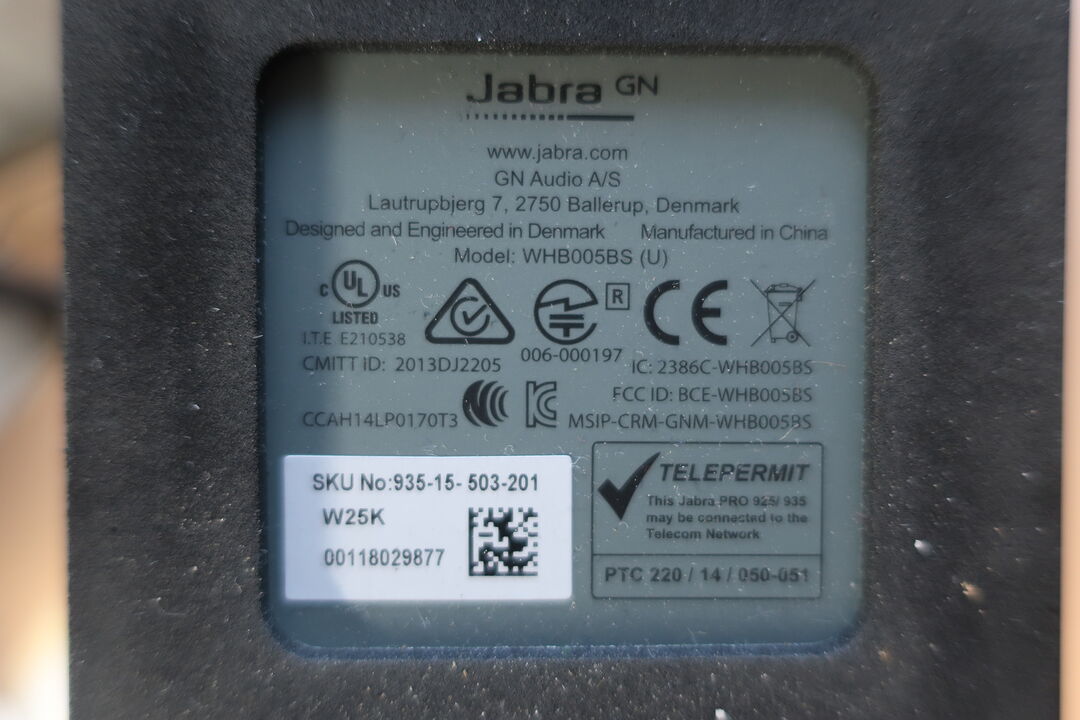 Jabra GN
www.jabra.com
GN Audio A/S
Lautrupbjerg 7, 2750 Ballerup, Denmark
Designed and Engineered in Denmark Manufactured in China
Model: WHB005BS (U)
C UL US
LISTED
I.T.E E210538
R
CE
CMITT ID: 2013DJ2205
006-000197
IC: 2386C-WHB005BS
FCC ID: BCE-WHB005BS
CCAH14LP0170T3
MSIP-CRM-GNM-WHB005BS
SKU No:935-15- 503-201
W25K
00118029877
TELEPERMIT
This Jabra PRO 925/ 935
may be connected to the
Telecom Network
PTC 220 / 14 / 050-051